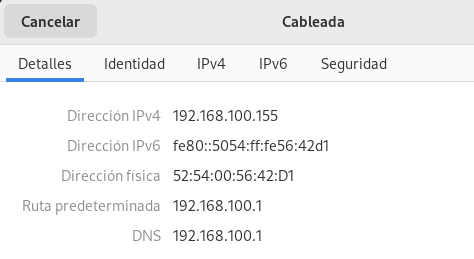 Cancelar Cableada
Detalles Identidad IPv4 IPv6 Seguridad
Dirección IPv4 192.168.100.155
Dirección IPv6 fe80::5054:ff:fe56:42d1
Dirección física 52:54:00:56:42:D1
Ruta predeterminada 192.168.100.1
DNS 192.168.100.1